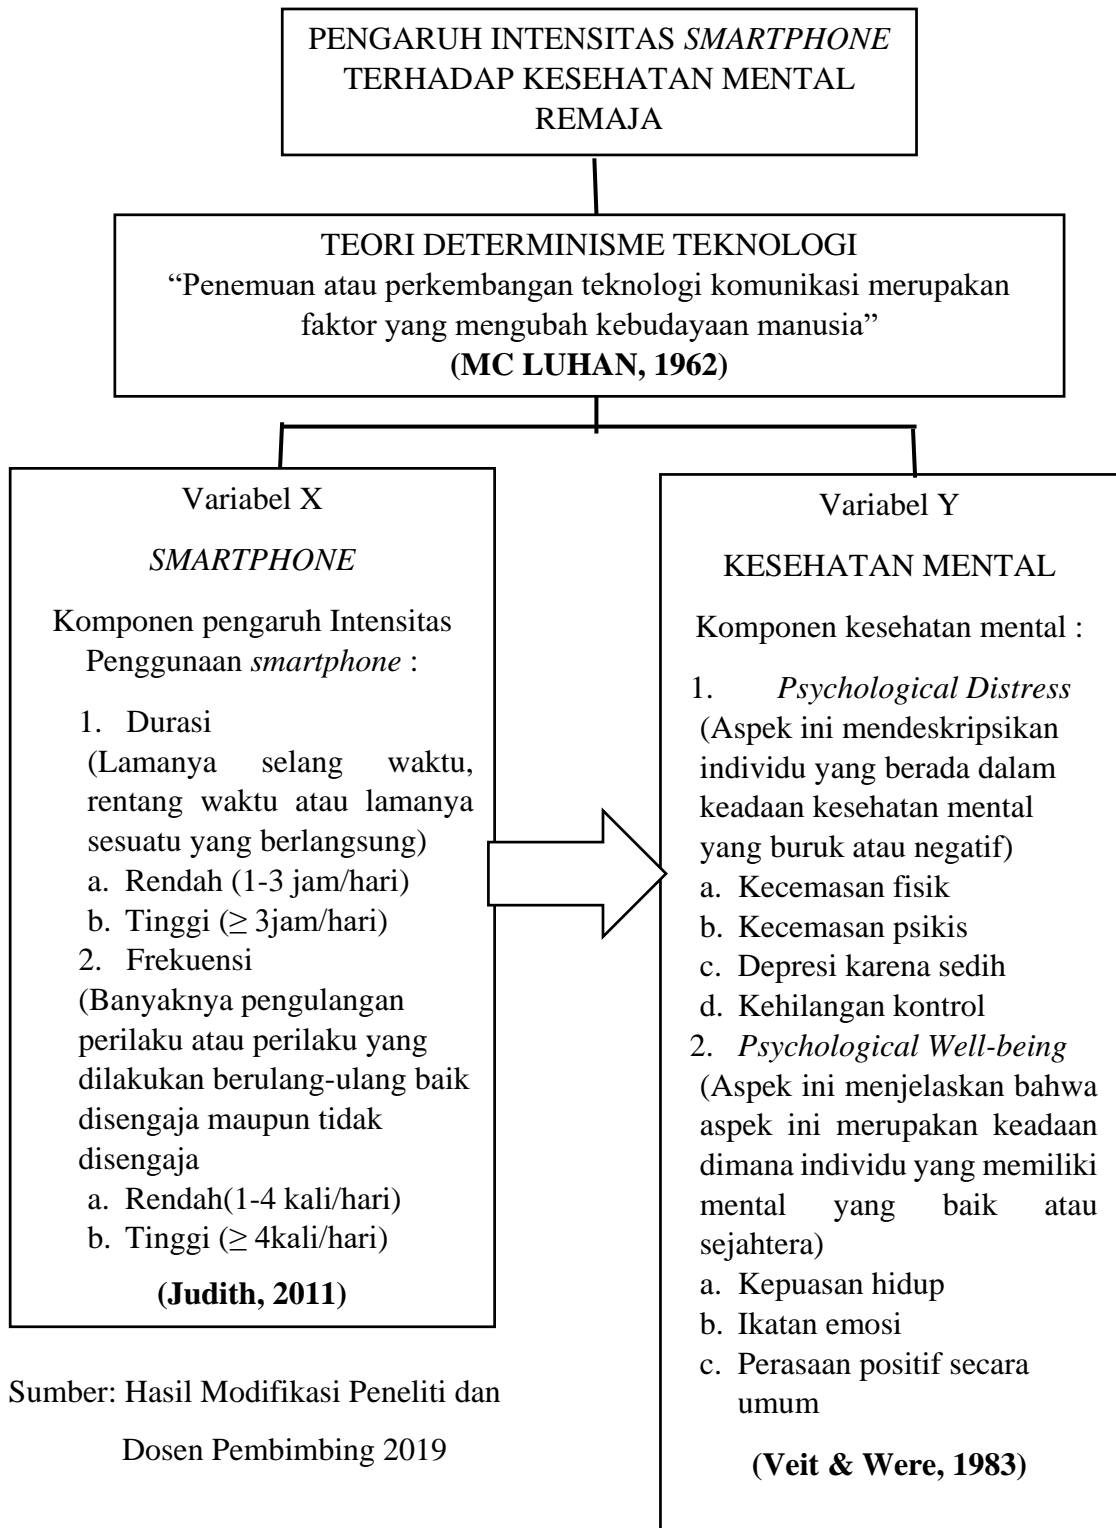 PENGARUH INTENSITAS SMARTPHONE
TERHADAP KESEHATAN MENTAL
REMAJA
TEORI DETERMINISME TEKNOLOGI
“Penemuan atau perkembangan teknologi komunikasi merupakan
faktor yang mengubah kebudayaan manusia”
(MC LUHAN, 1962)
Variabel X
SMARTPHONE
Komponen pengaruh Intensitas
Penggunaan smartphone :
1. Durasi
(Lamanya selang waktu,
rentang waktu atau lamanya
sesuatu yang berlangsung)
a. Rendah (1-3 jam/hari)
b. Tinggi (≥ 3jam/hari)
2. Frekuensi
(Banyaknya pengulangan
perilaku atau perilaku yang
dilakukan berulang-ulang baik
disengaja maupun tidak
disengaja
a. Rendah(1-4 kali/hari)
b. Tinggi (≥ 4kali/hari)
(Judith, 2011)
Variabel Y
KESEHATAN MENTAL
Komponen kesehatan mental :
1. Psychological Distress
(Aspek ini mendeskripsikan
individu yang berada dalam
keadaan kesehatan mental
yang buruk atau negatif)
a. Kecemasan fisik
b. Kecemasan psikis
c. Depresi karena sedih
d. Kehilangan kontrol
2. Psychological Well-being
(Aspek ini menjelaskan bahwa
aspek ini merupakan keadaan
dimana individu yang memiliki
mental yang baik atau
sejahtera)
a. Kepuasan hidup
b. Ikatan emosi
c. Perasaan positif secara
umum
(Veit & Were, 1983)
Sumber: Hasil Modifikasi Peneliti dan
Dosen Pembimbing 2019